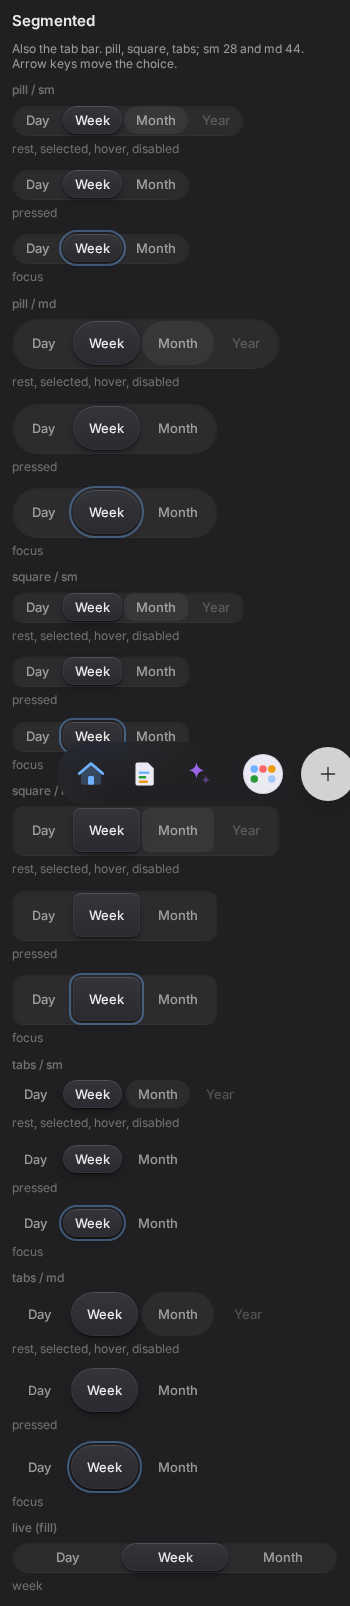 Segmented
Also the tab bar. pill, square, tabs; sm 28 and md 44.
Arrow keys move the choice.
pill / sm
Day Week Month Year
rest, selected, hover, disabled
Day Week Month
pressed
Day Week Month
focus
pill / md
Day Week Month Year
rest, selected, hover, disabled
Day Week Month
pressed
Day Week Month
focus
square / sm
Day Week Month Year
rest, selected, hover, disabled
Day Week Month
pressed
Day Week Month
focus
square /
Day Week Month Year
rest, selected, hover, disabled
Day Week Month
pressed
Day Week Month
focus
tabs / sm
Day Week Month Year
rest, selected, hover, disabled
Day Week Month
pressed
Day Week Month
focus
tabs / md
Day Week Month Year
rest, selected, hover, disabled
Day Week Month
pressed
Day Week Month
focus
live (fill)
Day Week Month
week